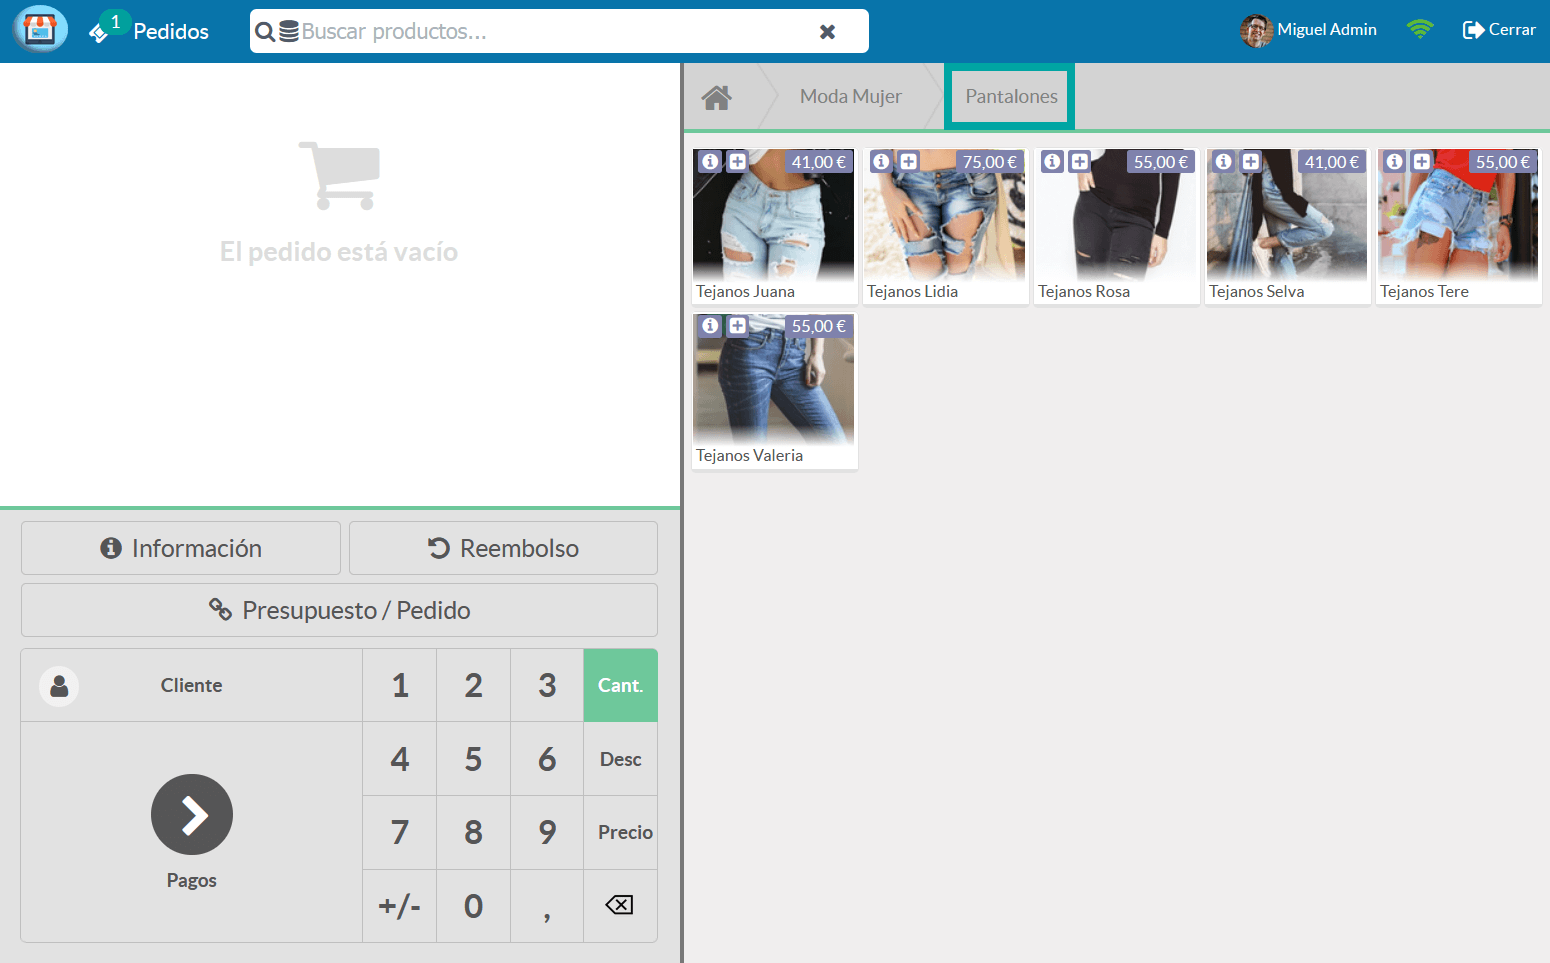 1
Pedidos
Buscar productos...
Miguel Admin
Cerrar
El pedido está vacío
Moda Mujer
Pantalones
41,00 €
Tejanos Juana
75,00 €
Tejanos Lidia
55,00 €
Tejanos Rosa
41,00 €
Tejanos Selva
55,00 €
Tejanos Tere
55,00 €
Tejanos Valeria
Información
Reembolso
Presupuesto / Pedido
Cliente
1 2 3 Cant.
4 5 6 Desc
7 8 9 Precio
Pagos
+/- 0 ,